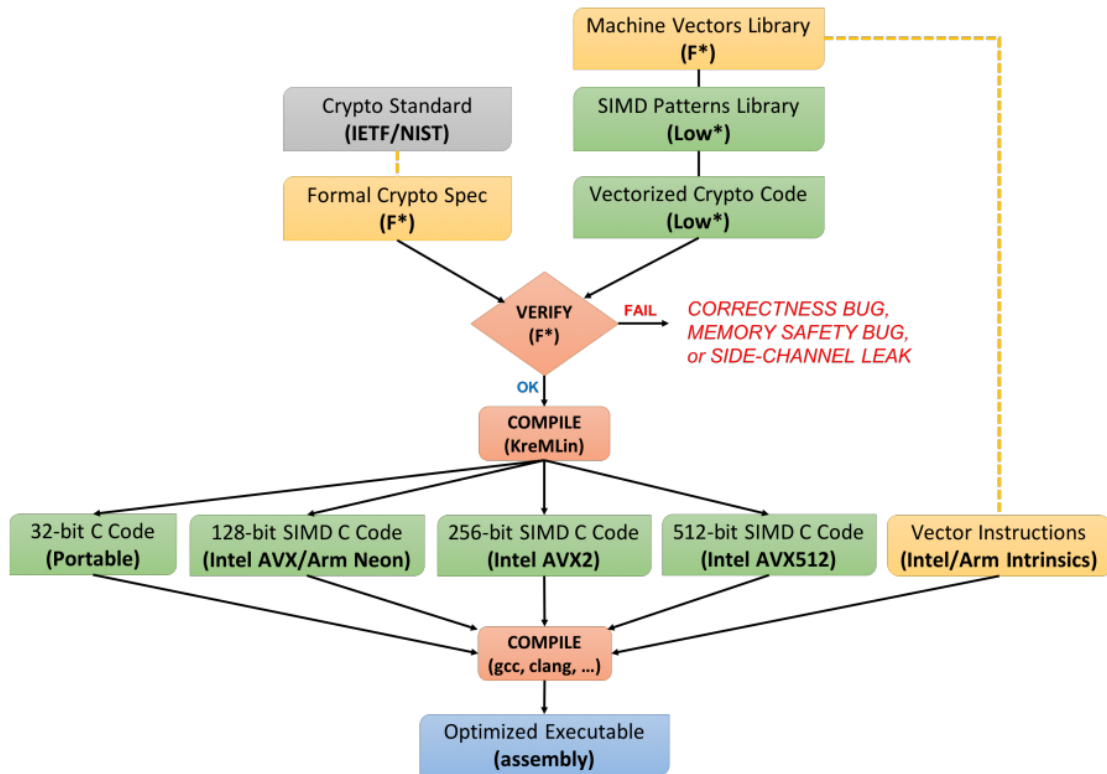 Machine Vectors Library
(F*)
Crypto Standard
(IETF/NIST)
SIMD Patterns Library
(Low*)
Formal Crypto Spec
(F*)
Vectorized Crypto Code
(Low*)
VERIFY
(F*)
FAIL
CORRECTNESS BUG,
MEMORY SAFETY BUG,
or SIDE-CHANNEL LEAK
OK
COMPILE
(KreMLin)
32-bit C Code
(Portable)
128-bit SIMD C Code
(Intel AVX/Arm Neon)
256-bit SIMD C Code
(Intel AVX2)
512-bit SIMD C Code
(Intel AVX512)
Vector Instructions
(Intel/Arm Intrinsics)
COMPILE
(gcc, clang, …)
Optimized Executable
(assembly)